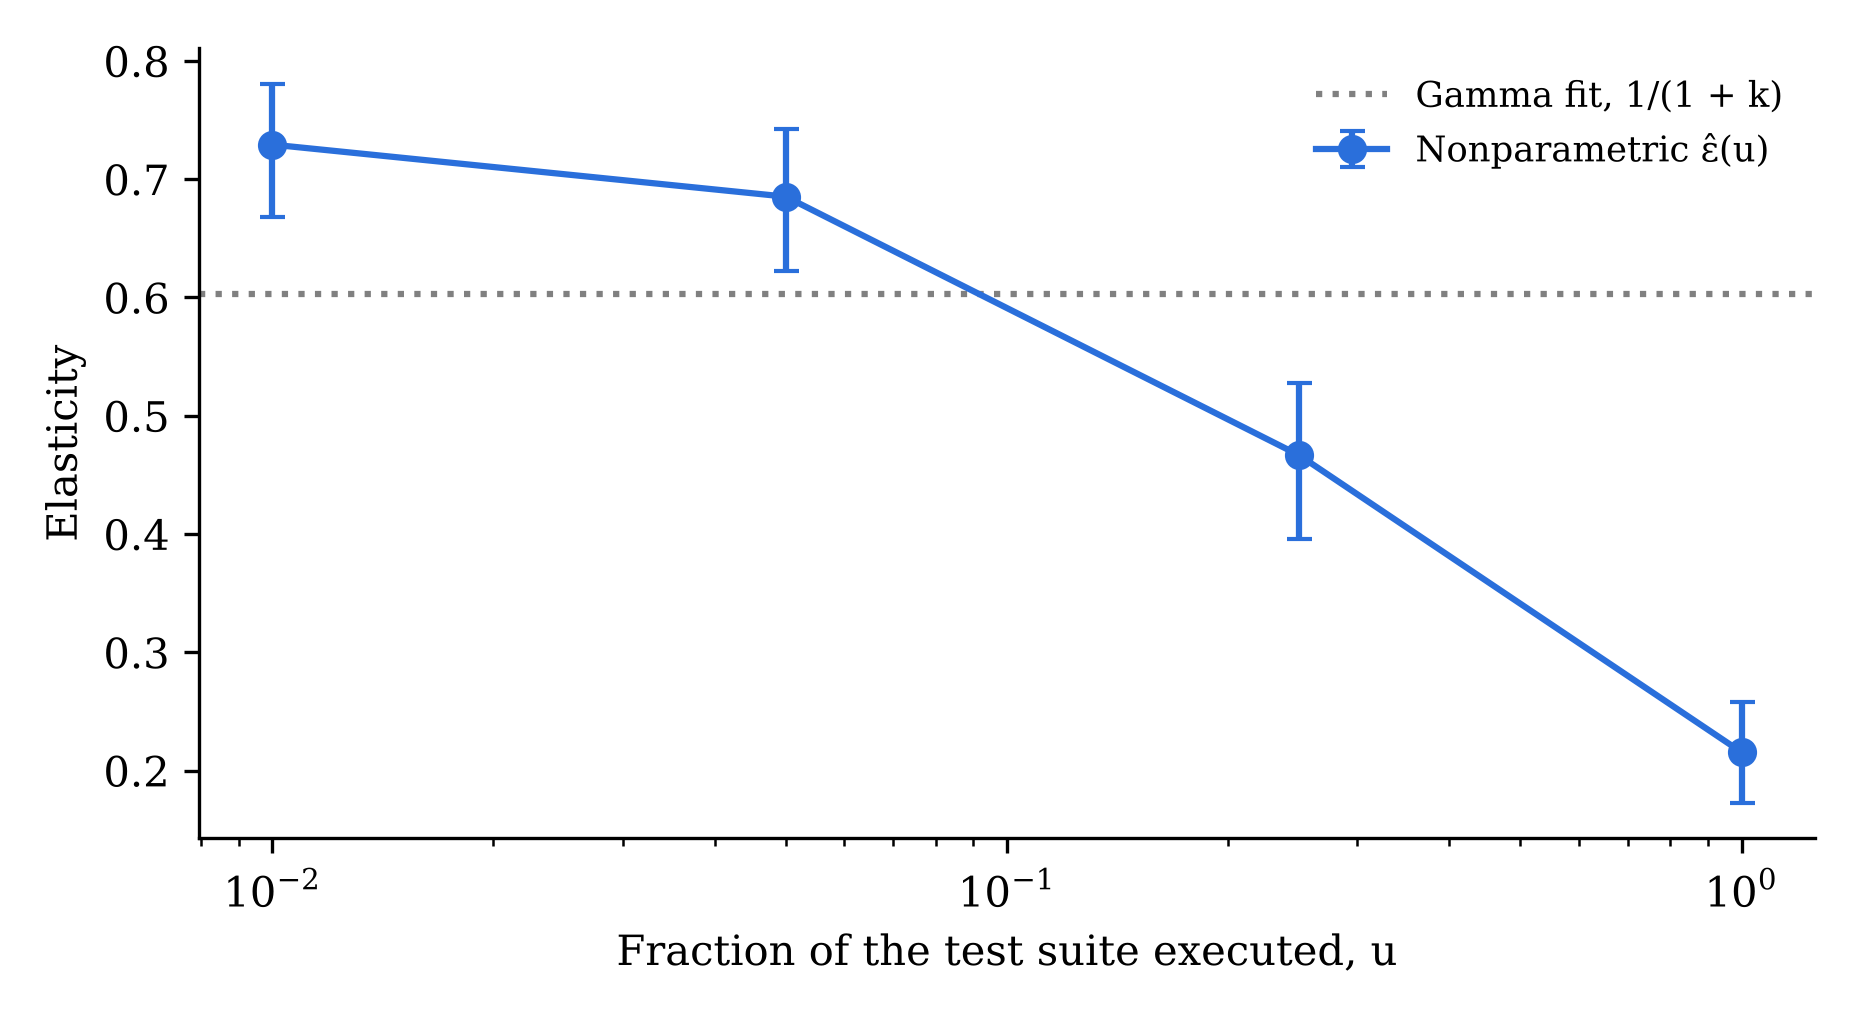 0.8
0.7
0.6
0.5
0.4
0.3
0.2
Elasticity
Gamma fit, 1/(1 + k)
Nonparametric ε̂(u)
10⁻²
10⁻¹
10⁰
Fraction of the test suite executed, u